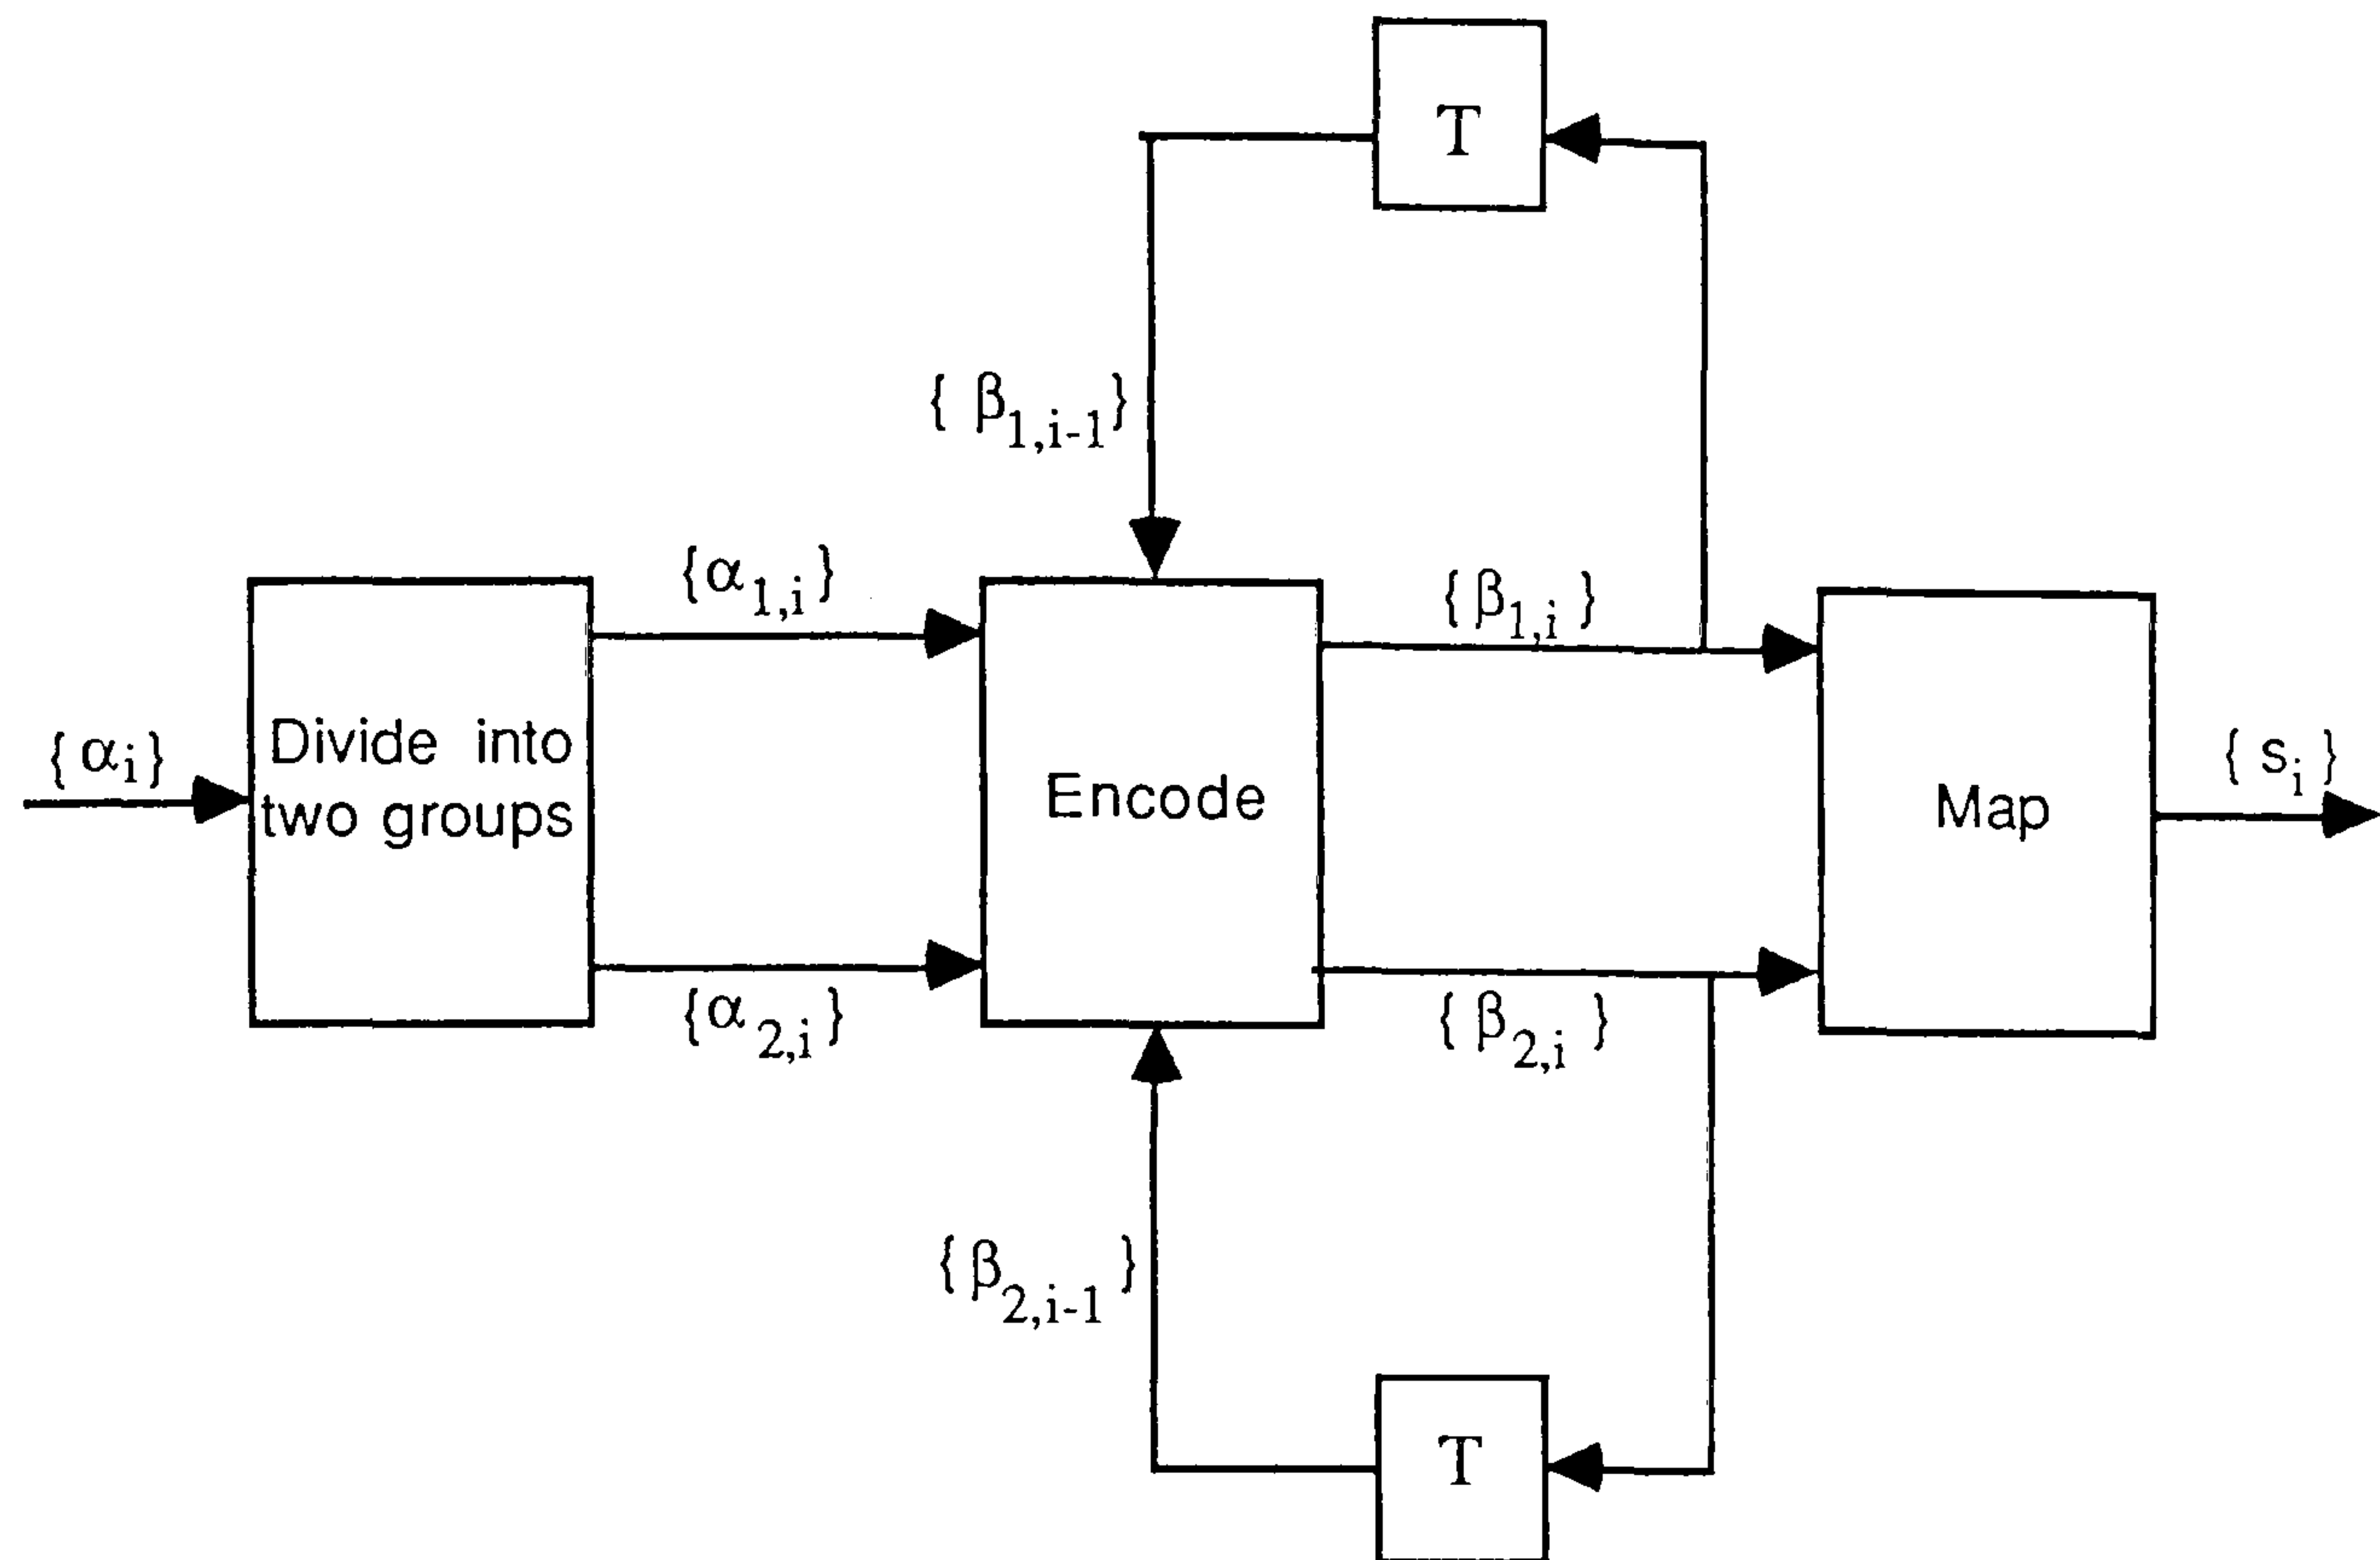 T
{ β1,i-1}
{α1,i}
{ β1,i }
{αi}
Divide into
two groups
Encode
Map
{ si }
{α2,i}
{ β2,i }
{β2,i-1 }
T